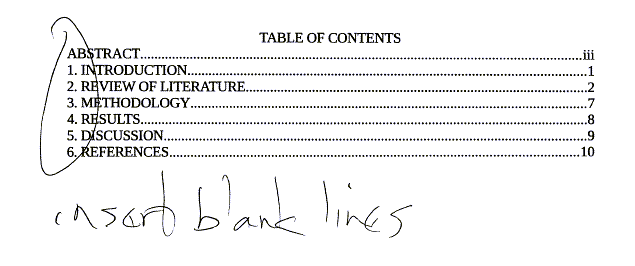 TABLE OF CONTENTS
ABSTRACT....................................................................................................iii
1. INTRODUCTION....................................................................................................1
2. REVIEW OF LITERATURE....................................................................................................2
3. METHODOLOGY....................................................................................................7
4. RESULTS....................................................................................................8
5. DISCUSSION....................................................................................................9
6. REFERENCES....................................................................................................10
insert blank lines